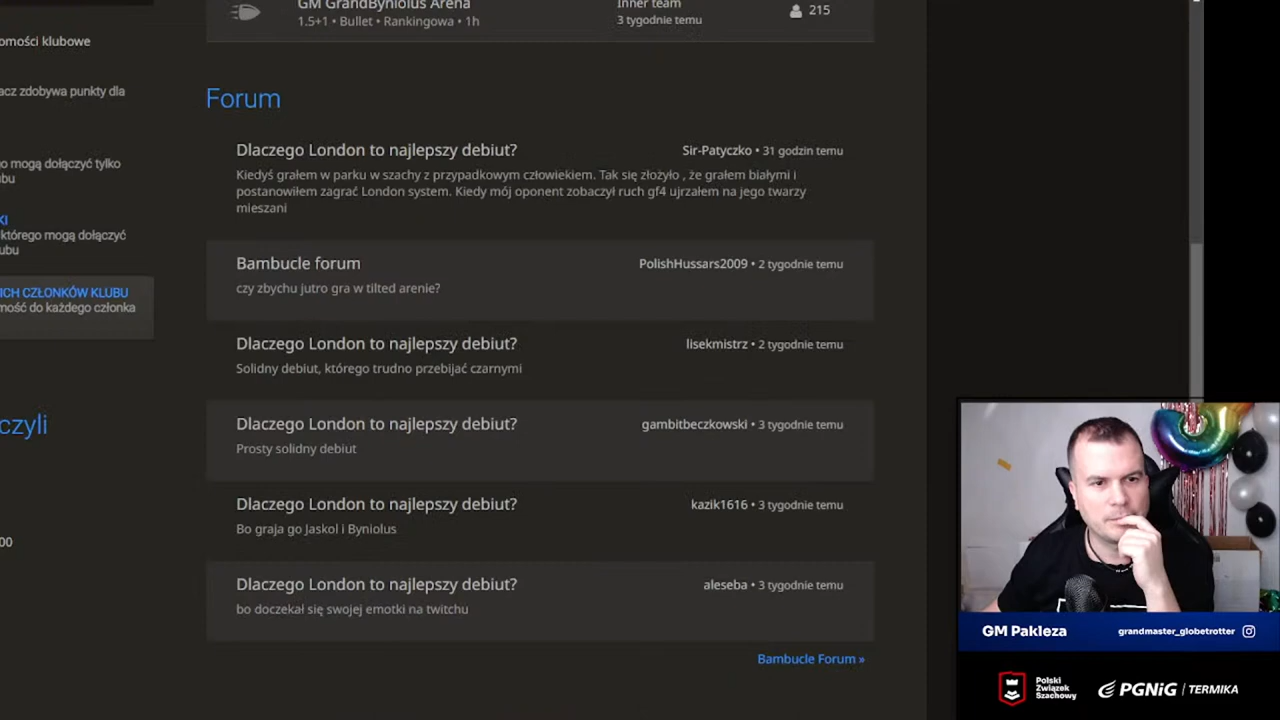 GM GrandByniolus Arena
1.5+1 • Bullet • Rankingowa • 1h
Inner team
3 tygodnie temu
215
omości klubowe
acz zdobywa punkty dla
o mogą dołączyć tylko
ubu
KI
którego mogą dołączyć
ubu
ICH CZŁONKÓW KLUBU
mość do każdego członka
czyli
00
Forum
Dlaczego London to najlepszy debiut?
Sir-Patyczko • 31 godzin temu
Kiedyś grałem w parku w szachy z przypadkowym człowiekiem. Tak się złożyło , że grałem białymi i
postanowiłem zagrać London system. Kiedy mój oponent zobaczył ruch gf4 ujrzałem na jego twarzy
mieszani
Bambucle forum
PolishHussars2009 • 2 tygodnie temu
czy zbychu jutro gra w tilted arenie?
Dlaczego London to najlepszy debiut?
lisekmistrz • 2 tygodnie temu
Solidny debiut, którego trudno przebijać czarnymi
Dlaczego London to najlepszy debiut?
gambitbeczkowski • 3 tygodnie temu
Prosty solidny debiut
Dlaczego London to najlepszy debiut?
kazik1616 • 3 tygodnie temu
Bo graja go Jaskol i Byniolus
Dlaczego London to najlepszy debiut?
aleseba • 3 tygodnie temu
bo doczekał się swojej emotki na twitchu
Bambucle Forum »
GM Pakleza
grandmaster_globetrotter
Polski
Związek
Szachowy
PGNiG | TERMIKA